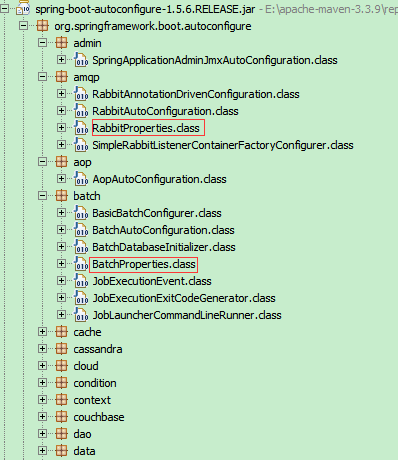 spring-boot-autoconfigure-1.5.6.RELEASE.jar - E:\apache-maven-3.3.9\rep
org.springframework.boot.autoconfigure
admin
SpringApplicationAdminJmxAutoConfiguration.class
amqp
RabbitAnnotationDrivenConfiguration.class
RabbitAutoConfiguration.class
RabbitProperties.class
SimpleRabbitListenerContainerFactoryConfigurer.class
aop
AopAutoConfiguration.class
batch
BasicBatchConfigurer.class
BatchAutoConfiguration.class
BatchDatabaseInitializer.class
BatchProperties.class
JobExecutionEvent.class
JobExecutionExitCodeGenerator.class
JobLauncherCommandLineRunner.class
cache
cassandra
cloud
condition
context
couchbase
dao
data